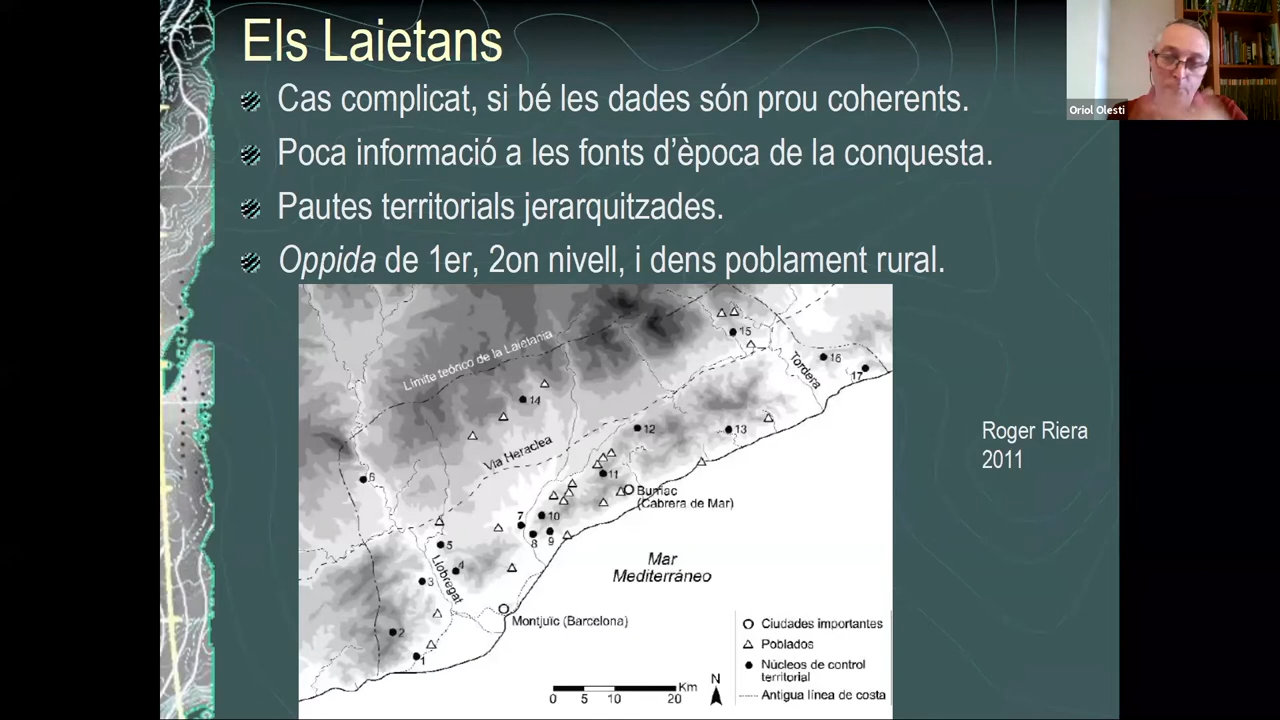 Els Laietans
Cas complicat, si bé les dades són prou coherents.
Poca informació a les fonts d'època de la conquesta.
Pautes territorials jerarquitzades.
Oppida de 1er, 2on nivell, i dens poblament rural.
Oriol Olesti
Límite teórico de la Laietania
Vía Heraclea
Tordera
Llobregat
15
16
17
14
12
13
6
11
Burriac
(Cabrera de Mar)
7
10
8
9
5
4
3
2
1
Mar
Mediterráneo
Montjuïc (Barcelona)
Ciudades importantes
Poblados
Núcleos de control
territorial
Antigua línea de costa
N
Km
0 5 10 20
Roger Riera
2011